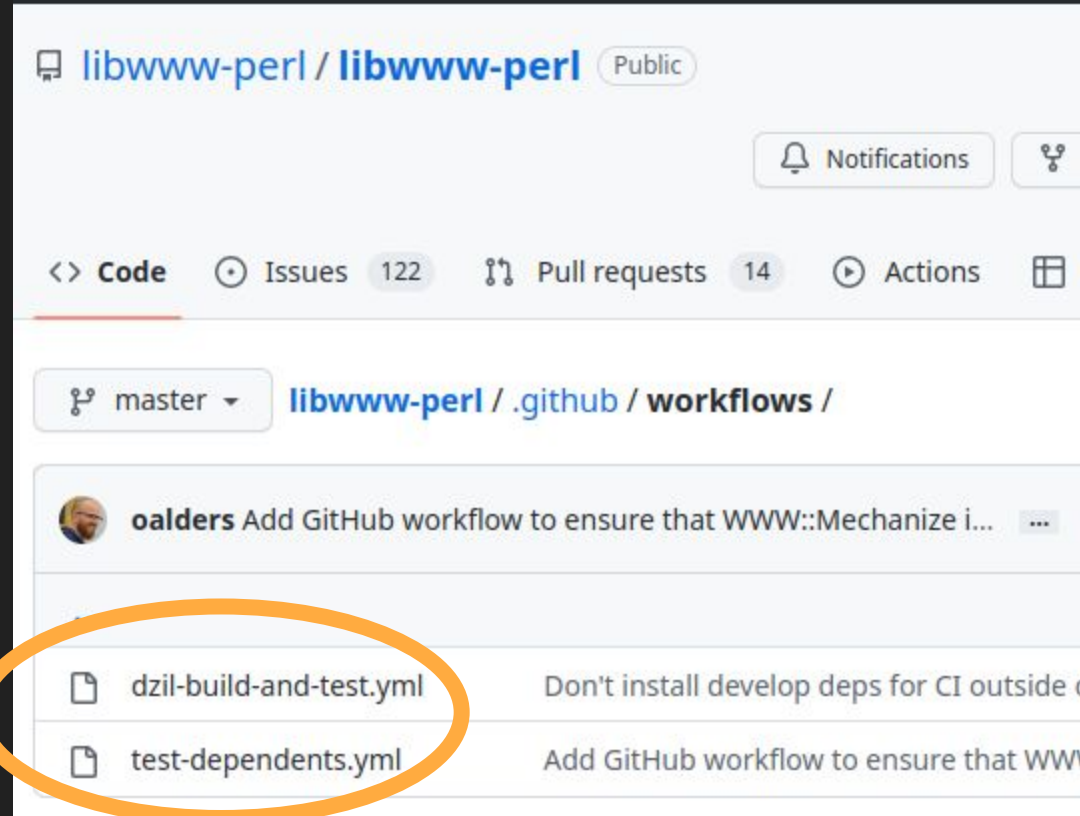 libwww-perl / libwww-perl Public
Notifications
Code Issues 122 Pull requests 14 Actions
master libwww-perl / .github / workflows /
oalders Add GitHub workflow to ensure that WWW::Mechanize i... ...
dzil-build-and-test.yml Don't install develop deps for CI outside
test-dependents.yml Add GitHub workflow to ensure that